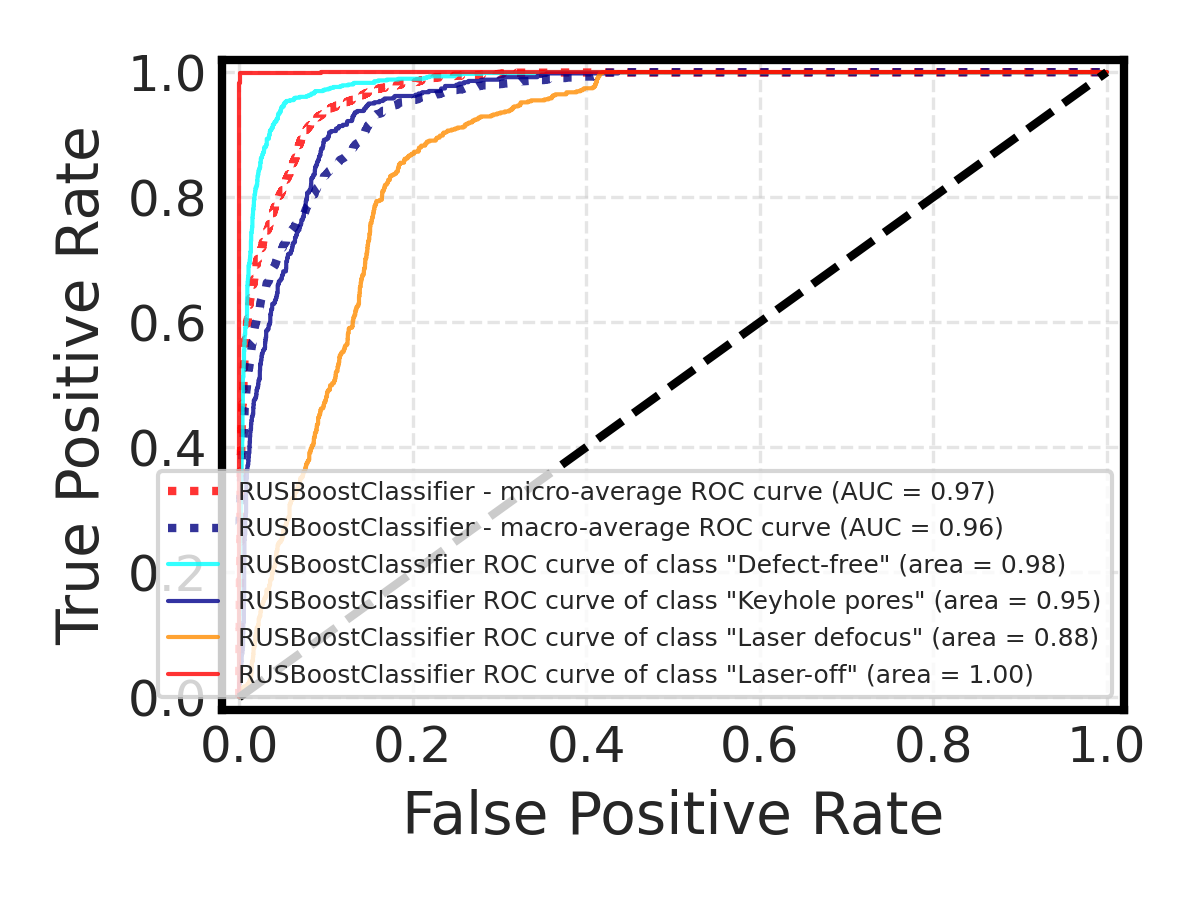 1.0
0.8
0.6
0.4
0.2
0.0
True Positive Rate
RUSBoostClassifier - micro-average ROC curve (AUC = 0.97)
RUSBoostClassifier - macro-average ROC curve (AUC = 0.96)
RUSBoostClassifier ROC curve of class "Defect-free" (area = 0.98)
RUSBoostClassifier ROC curve of class "Keyhole pores" (area = 0.95)
RUSBoostClassifier ROC curve of class "Laser defocus" (area = 0.88)
RUSBoostClassifier ROC curve of class "Laser-off" (area = 1.00)
0.0 0.2 0.4 0.6 0.8 1.0
False Positive Rate